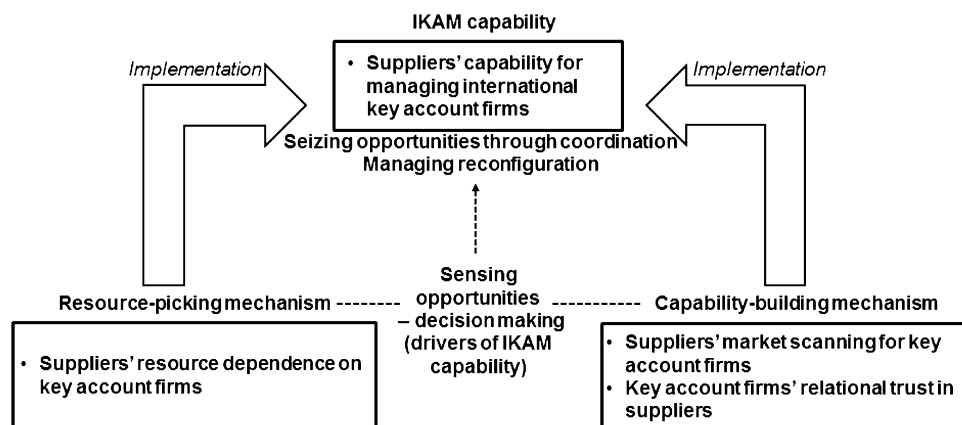 IKAM capability
Implementation
Implementation
• Suppliers' capability for
managing international
key account firms
Seizing opportunities through coordination
Managing reconfiguration
Sensing
opportunities
– decision making
(drivers of IKAM
capability)
Resource-picking mechanism
Capability-building mechanism
• Suppliers' resource dependence on
key account firms
• Suppliers' market scanning for key
account firms
• Key account firms' relational trust in
suppliers